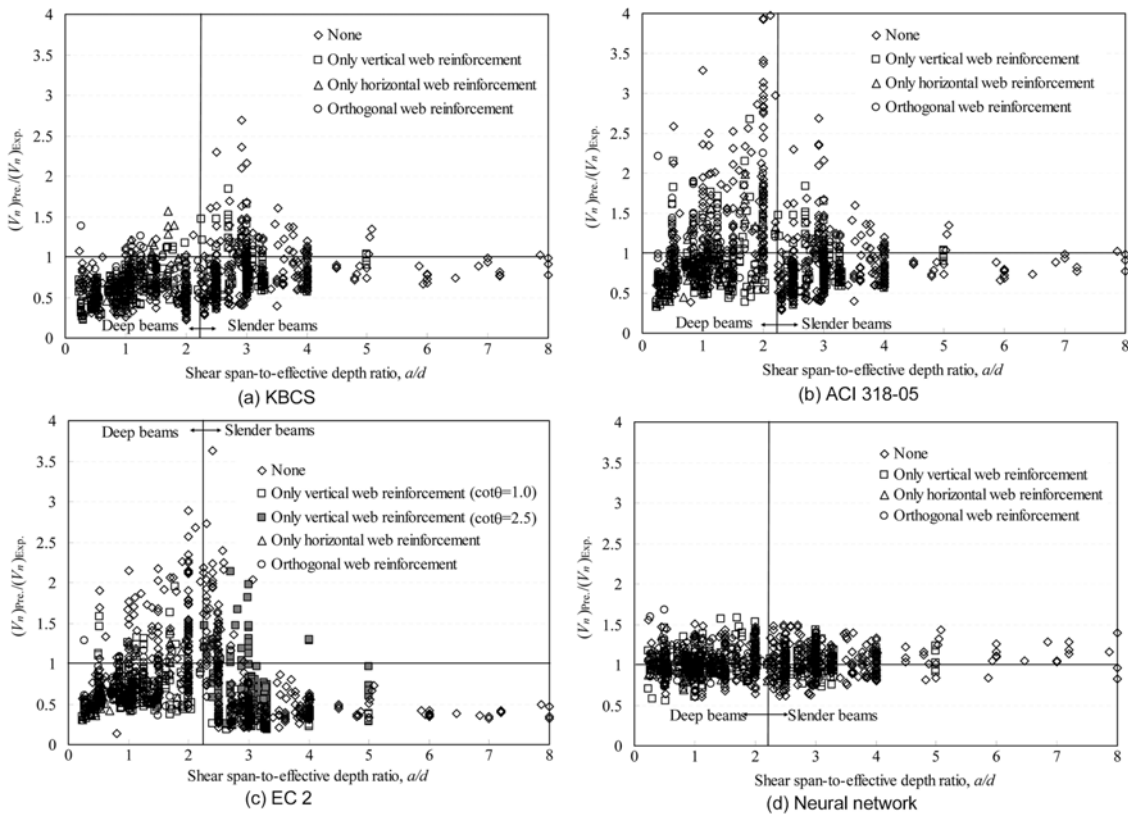 4
3.5
3
2.5
2
1.5
1
0.5
0
(Vn)Pre./(Vn)Exp.
None
Only vertical web reinforcement
Only horizontal web reinforcement
Orthogonal web reinforcement
Deep beams
Slender beams
0 1 2 3 4 5 6 7 8
Shear span-to-effective depth ratio, a/d
(a) KBCS
4
3.5
3
2.5
2
1.5
1
0.5
0
(Vn)Pre./(Vn)Exp.
None
Only vertical web reinforcement
Only horizontal web reinforcement
Orthogonal web reinforcement
Deep beams
Slender beams
0 1 2 3 4 5 6 7 8
Shear span-to-effective depth ratio, a/d
(b) ACI 318-05
4
3.5
3
2.5
2
1.5
1
0.5
0
(Vn)Pre./(Vn)Exp.
Deep beams
Slender beams
None
Only vertical web reinforcement (cotθ=1.0)
Only vertical web reinforcement (cotθ=2.5)
Only horizontal web reinforcement
Orthogonal web reinforcement
0 1 2 3 4 5 6 7 8
Shear span-to-effective depth ratio, a/d
(c) EC 2
4
3.5
3
2.5
2
1.5
1
0.5
0
(Vn)Pre./(Vn)Exp.
None
Only vertical web reinforcement
Only horizontal web reinforcement
Orthogonal web reinforcement
Deep beams
Slender beams
0 1 2 3 4 5 6 7 8
Shear span-to-effective depth ratio, a/d
(d) Neural network